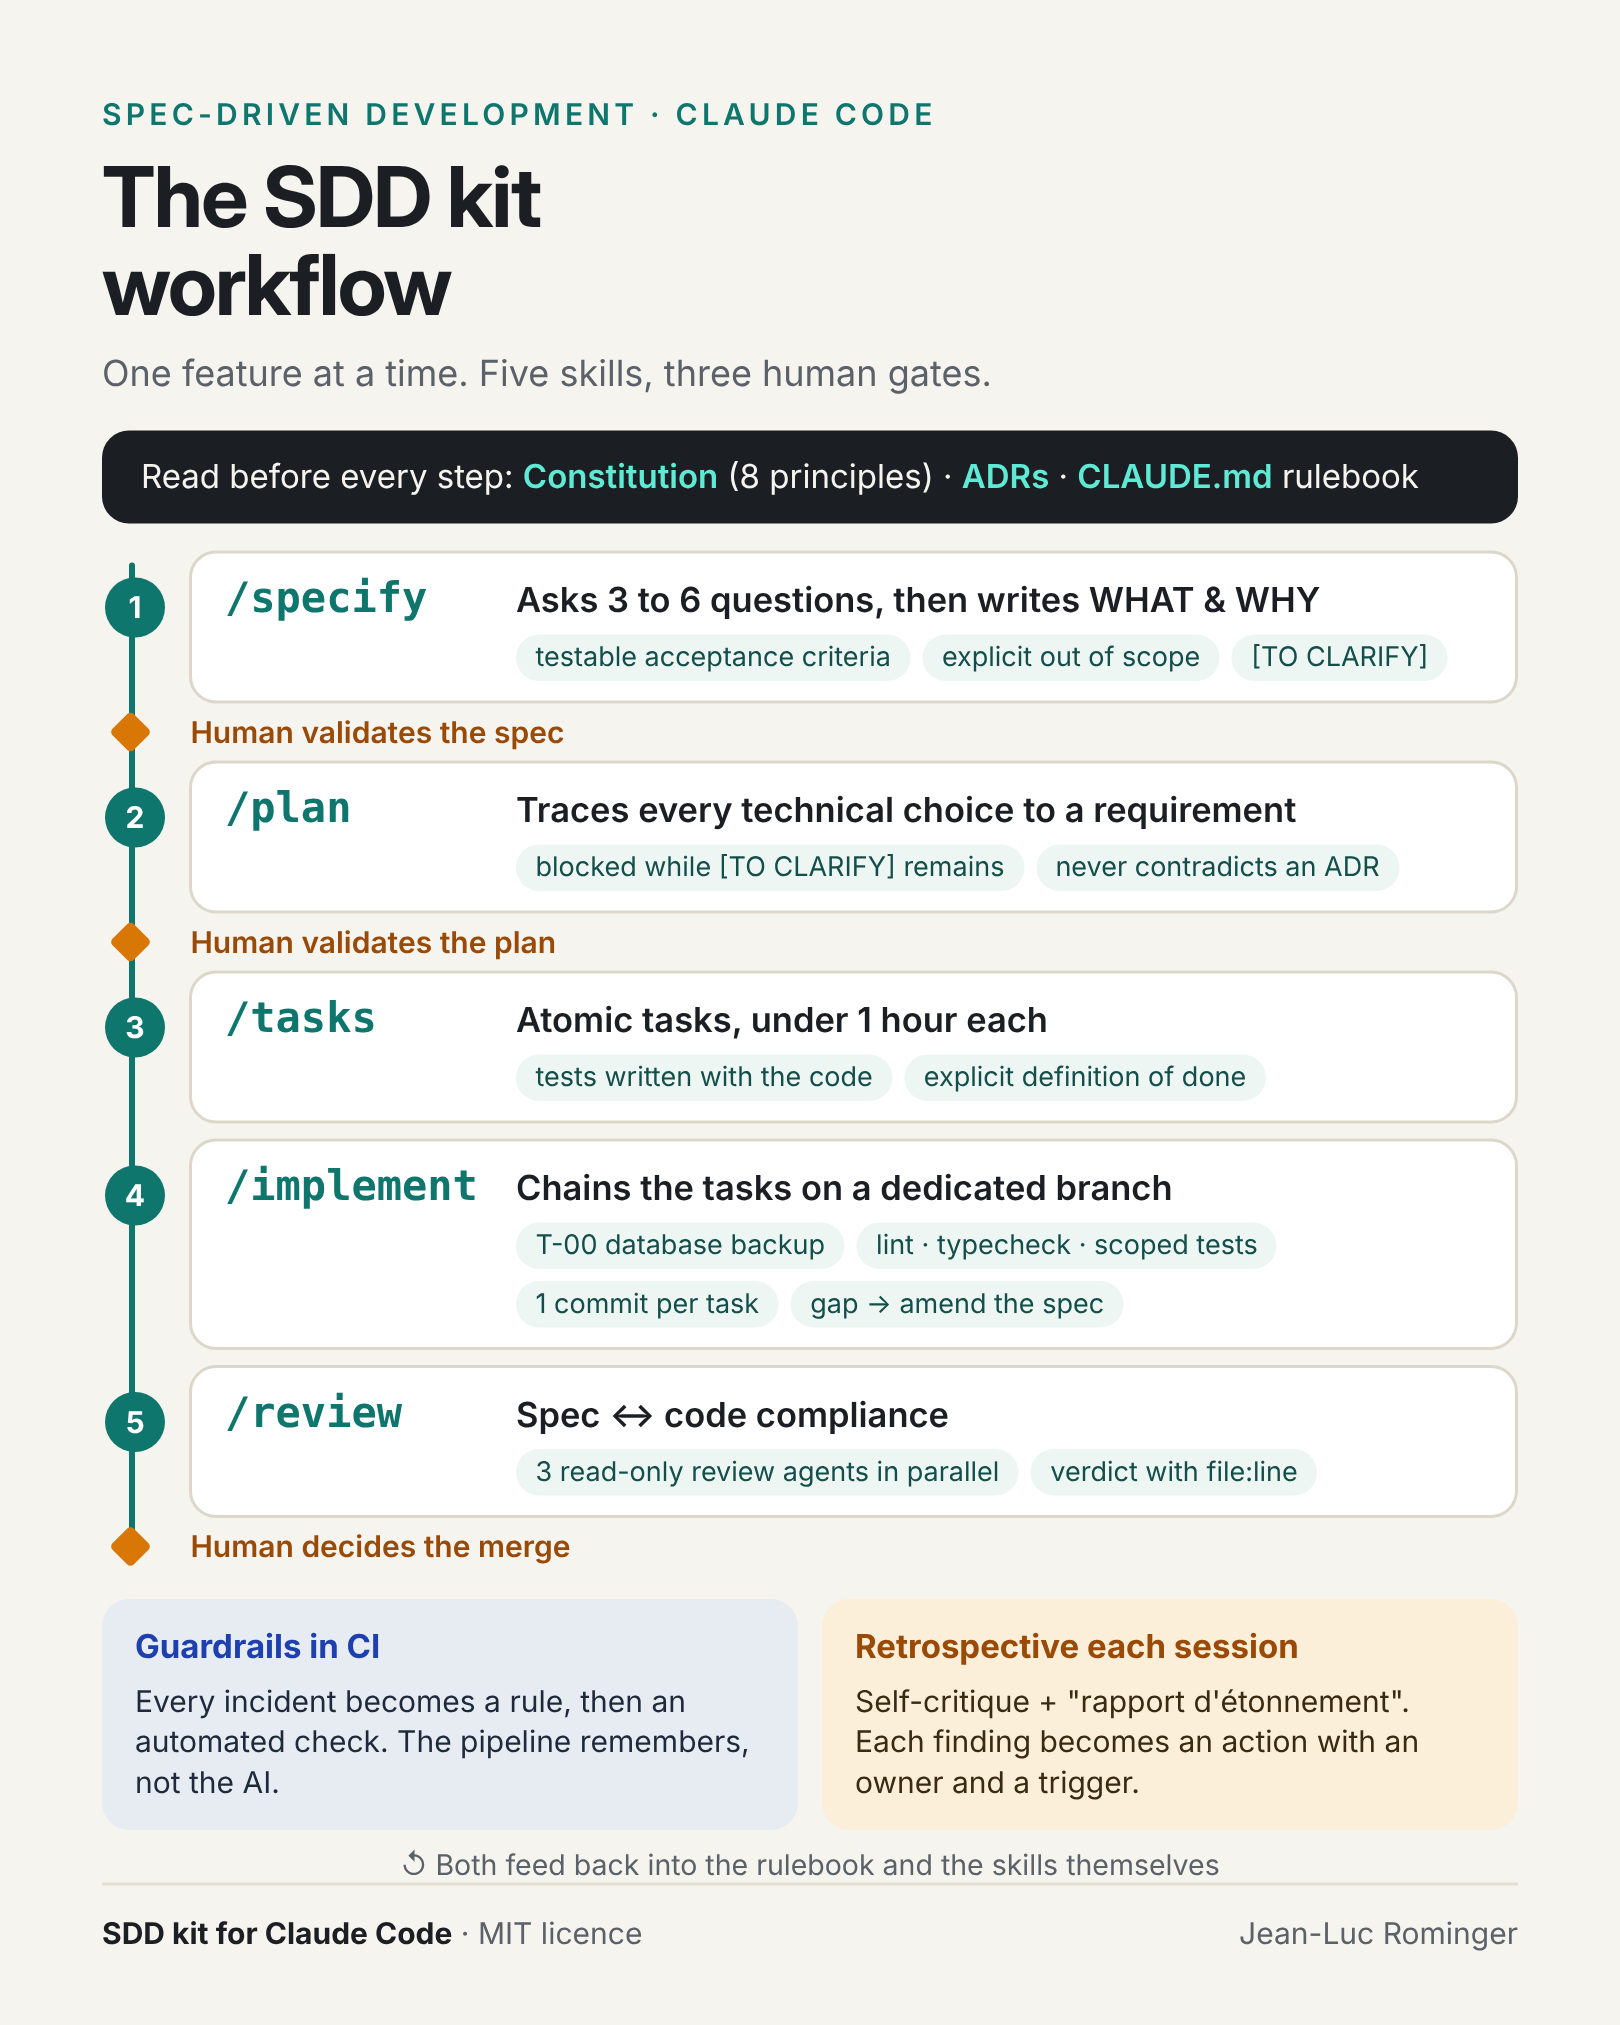 SPEC-DRIVEN DEVELOPMENT · CLAUDE CODE
The SDD kit
workflow
One feature at a time. Five skills, three human gates.
Read before every step: Constitution (8 principles) · ADRs · CLAUDE.md rulebook
1
/specify
Asks 3 to 6 questions, then writes WHAT & WHY
testable acceptance criteria
explicit out of scope
[TO CLARIFY]
Human validates the spec
2
/plan
Traces every technical choice to a requirement
blocked while [TO CLARIFY] remains
never contradicts an ADR
Human validates the plan
3
/tasks
Atomic tasks, under 1 hour each
tests written with the code
explicit definition of done
4
/implement
Chains the tasks on a dedicated branch
T-00 database backup
lint · typecheck · scoped tests
1 commit per task
gap → amend the spec
5
/review
Spec ↔ code compliance
3 read-only review agents in parallel
verdict with file:line
Human decides the merge
Guardrails in CI
Every incident becomes a rule, then an
automated check. The pipeline remembers,
not the AI.
Retrospective each session
Self-critique + "rapport d'étonnement".
Each finding becomes an action with an
owner and a trigger.
↺ Both feed back into the rulebook and the skills themselves
SDD kit for Claude Code · MIT licence
Jean-Luc Rominger